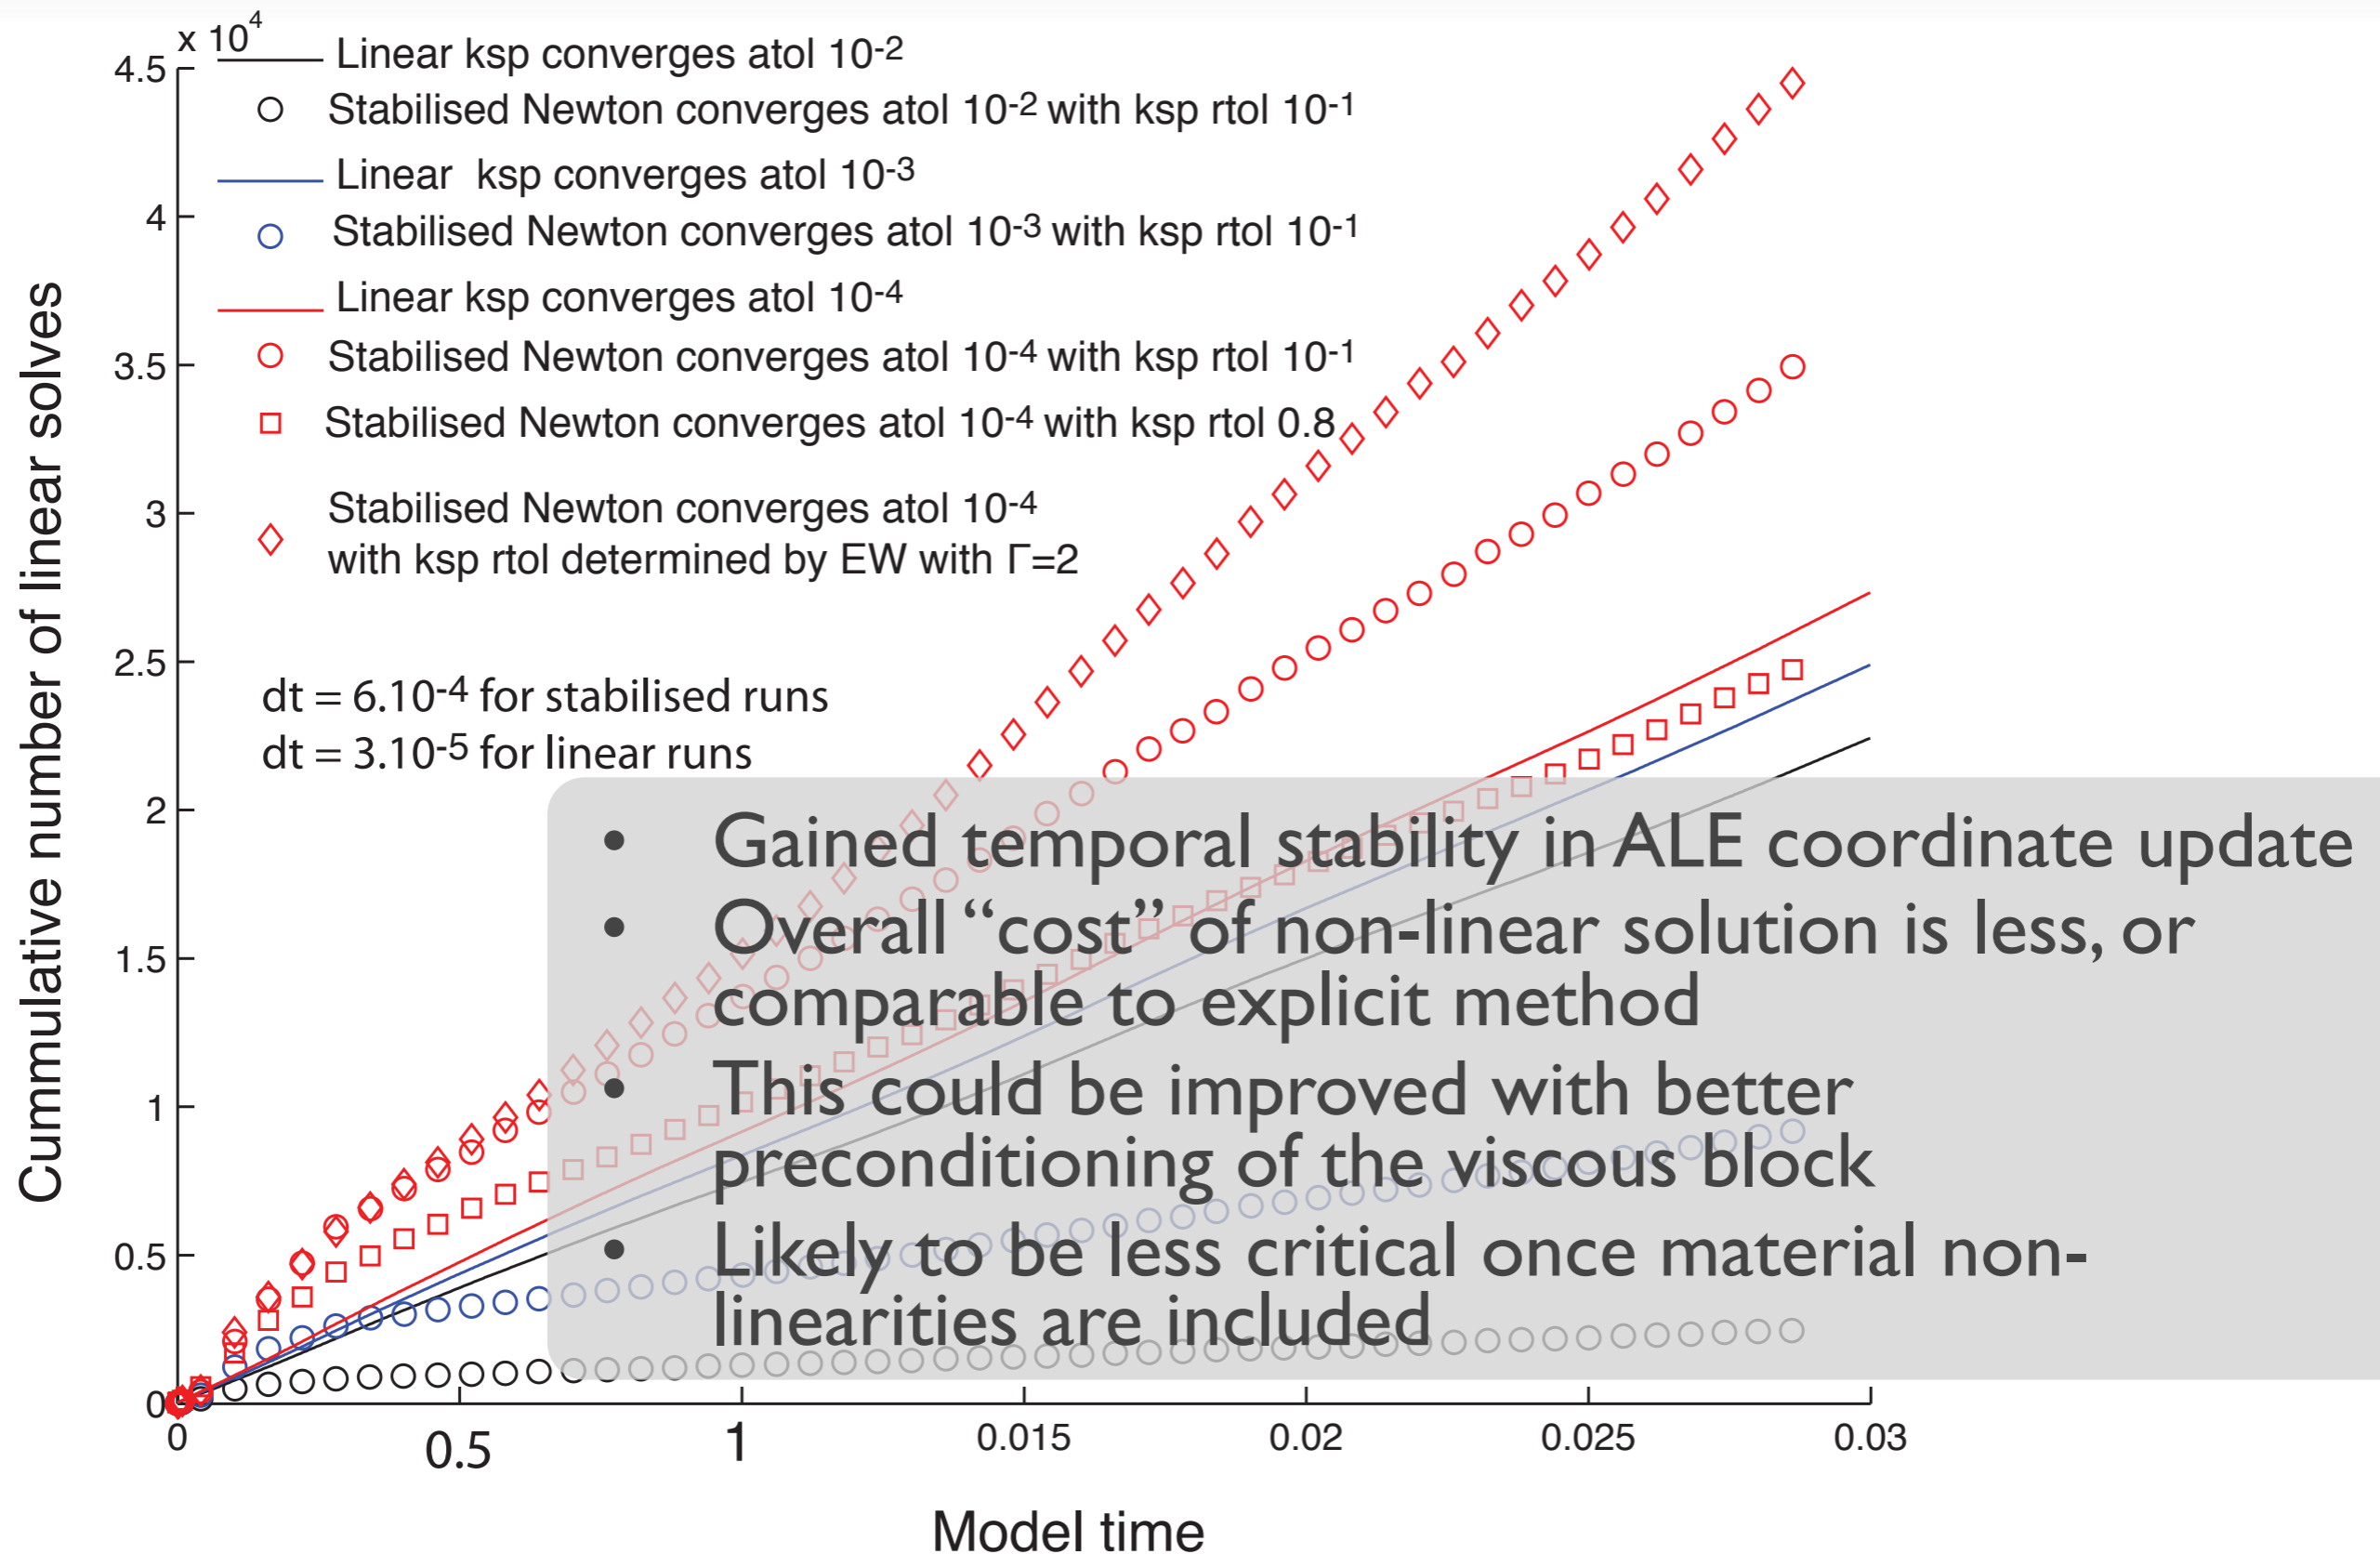 x 10^4
4.5
4
3.5
3
2.5
2
1.5
1
0.5
0
Cummulative number of linear solves
Linear ksp converges atol 10^-2
Stabilised Newton converges atol 10^-2 with ksp rtol 10^-1
Linear ksp converges atol 10^-3
Stabilised Newton converges atol 10^-3 with ksp rtol 10^-1
Linear ksp converges atol 10^-4
Stabilised Newton converges atol 10^-4 with ksp rtol 10^-1
Stabilised Newton converges atol 10^-4 with ksp rtol 0.8
Stabilised Newton converges atol 10^-4
with ksp rtol determined by EW with Γ=2
dt = 6.10^-4 for stabilised runs
dt = 3.10^-5 for linear runs
• Gained temporal stability in ALE coordinate update
• Overall “cost” of non-linear solution is less, or
comparable to explicit method
• This could be improved with better
preconditioning of the viscous block
• Likely to be less critical once material non-
linearities are included
0 0.5 1 0.015 0.02 0.025 0.03
Model time